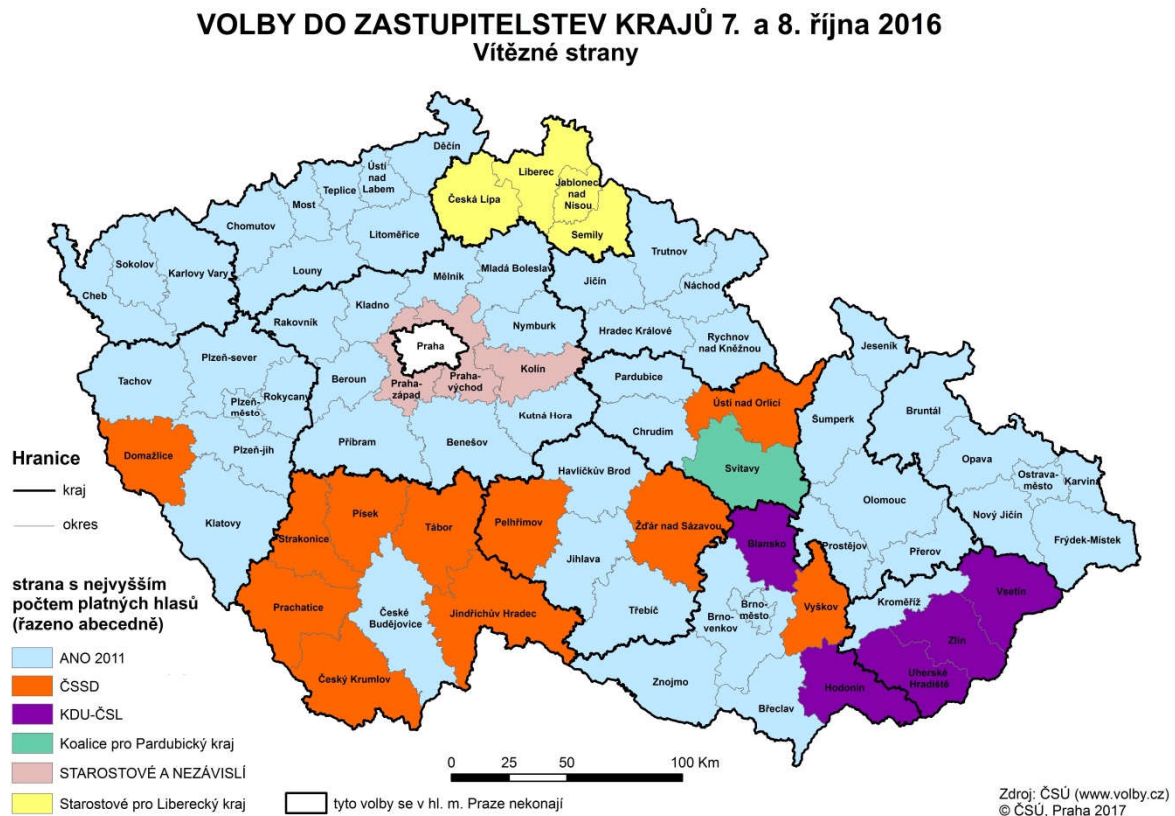 VOLBY DO ZASTUPITELSTEV KRAJŮ 7. a 8. října 2016
Vítězné strany
Děčín
Ústí
nad
Labem
Teplice
Most
Chomutov
Litoměřice
Louny
Česká Lípa
Liberec
Jablonec
nad
Nisou
Semily
Sokolov
Karlovy Vary
Cheb
Trutnov
Náchod
Jičín
Hradec Králové
Rychnov
nad Kněžnou
Mělník
Mladá Boleslav
Kladno
Rakovník
Nymburk
Praha
Praha-
západ
Praha-
východ
Kolín
Beroun
Kutná Hora
Příbram
Benešov
Plzeň-sever
Tachov
Plzeň-
město
Rokycany
Domažlice
Plzeň-jih
Klatovy
Pardubice
Chrudim
Ústí nad Orlicí
Svitavy
Jeseník
Šumperk
Olomouc
Prostějov
Přerov
Bruntál
Opava
Ostrava-
město
Karviná
Nový Jičín
Frýdek-Místek
Havlíčkův Brod
Pelhřimov
Žďár nad Sázavou
Jihlava
Třebíč
Písek
Tábor
Strakonice
Prachatice
České
Budějovice
Jindřichův Hradec
Český Krumlov
Blansko
Brno-
město
Brno-
venkov
Vyškov
Znojmo
Břeclav
Hodonín
Kroměříž
Vsetín
Zlín
Uherské
Hradiště
Hranice
kraj
okres
strana s nejvyšším
počtem platných hlasů
(řazeno abecedně)
ANO 2011
ČSSD
KDU-ČSL
Koalice pro Pardubický kraj
STAROSTOVÉ A NEZÁVISLÍ
Starostové pro Liberecký kraj
tyto volby se v hl. m. Praze nekonají
0 25 50 100 Km
Zdroj: ČSÚ (www.volby.cz)
© ČSÚ, Praha 2017